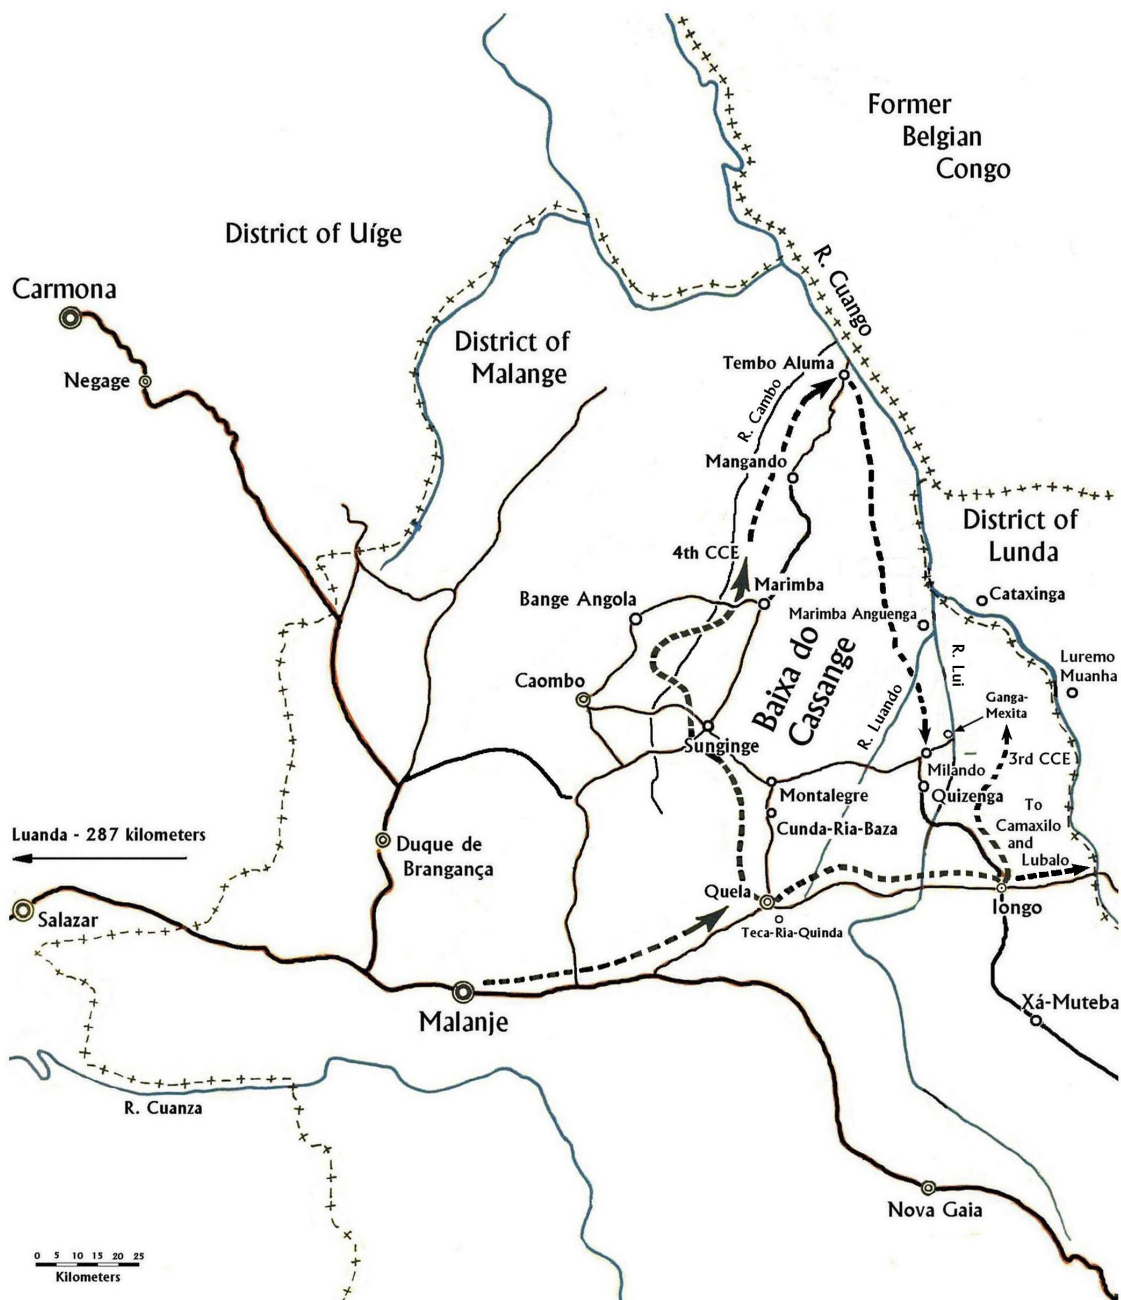 Former
Belgian
Congo
District of Uíge
R. Cuango
Carmona
District of
Malange
Tembo Aluma
Negage
R. Cambo
Mangando
District of
Lunda
4th CCE
Marimba
Cataxinga
Bange Angola
Marimba Anguenga
Baixa do
Cassange
R. Lui
Luremo
Muanha
Caombo
R. Luando
Ganga-
Mexita
Sunginge
3rd CCE
Milando
Montalegre
Quizenga
Cunda-Ria-Baza
To
Camaxilo
and
Lubalo
Luanda - 287 kilometers
Duque de
Bragança
Quela
Iongo
Salazar
Teca-Ria-Quinda
Xá-Muteba
Malanje
R. Cuanza
Nova Gaia
0 5 10 15 20 25
Kilometers